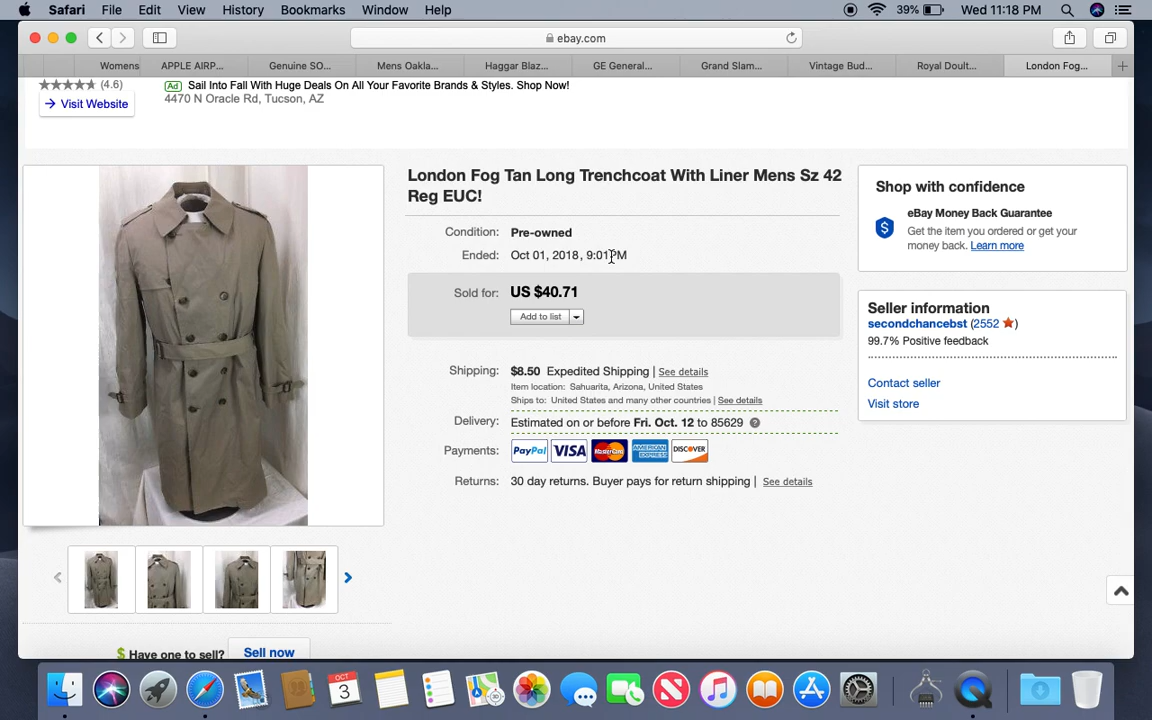 Safari File Edit View History Bookmarks Window Help 39% Wed 11:18 PM
ebay.com
Womens APPLE AIRP... Genuine SO... Mens Oakla... Haggar Blaz... GE General... Grand Slam... Vintage Bud... Royal Doult... London Fog...
(4.6) Ad Sail Into Fall With Huge Deals On All Your Favorite Brands & Styles. Shop Now!
Visit Website 4470 N Oracle Rd, Tucson, AZ
London Fog Tan Long Trenchcoat With Liner Mens Sz 42
Reg EUC!
Condition: Pre-owned
Ended: Oct 01, 2018, 9:01PM
Sold for: US $40.71
Add to list
Shipping: $8.50 Expedited Shipping | See details
Item location: Sahuarita, Arizona, United States
Ships to: United States and many other countries | See details
Delivery: Estimated on or before Fri. Oct. 12 to 85629
Payments: PayPal VISA MasterCard AMERICAN EXPRESS DISCOVER
Returns: 30 day returns. Buyer pays for return shipping | See details
Shop with confidence
eBay Money Back Guarantee
Get the item you ordered or get your
money back. Learn more
Seller information
secondchancebst (2552)
99.7% Positive feedback
Contact seller
Visit store
Have one to sell? Sell now
OCT
3